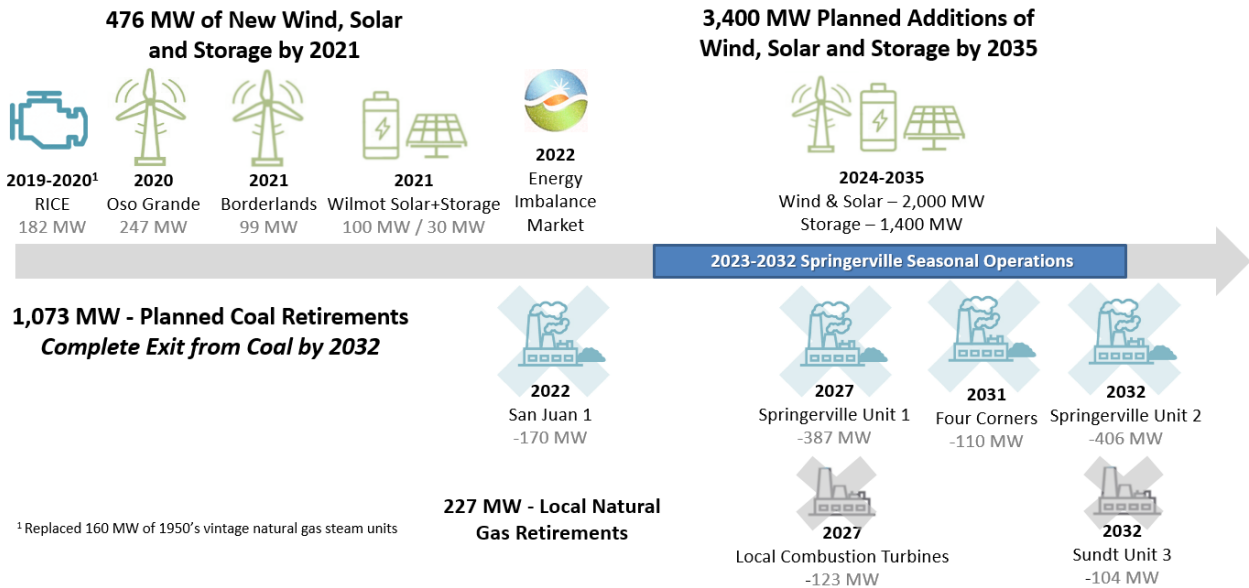 476 MW of New Wind, Solar
and Storage by 2021
3,400 MW Planned Additions of
Wind, Solar and Storage by 2035
2019-2020¹
RICE
182 MW
2020
Oso Grande
247 MW
2021
Borderlands
99 MW
2021
Wilmot Solar+Storage
100 MW / 30 MW
2022
Energy
Imbalance
Market
2024-2035
Wind & Solar – 2,000 MW
Storage – 1,400 MW
2023-2032 Springerville Seasonal Operations
1,073 MW - Planned Coal Retirements
Complete Exit from Coal by 2032
2022
San Juan 1
-170 MW
2027
Springerville Unit 1
-387 MW
2031
Four Corners
-110 MW
2032
Springerville Unit 2
-406 MW
227 MW - Local Natural
Gas Retirements
2027
Local Combustion Turbines
-123 MW
2032
Sundt Unit 3
-104 MW
¹ Replaced 160 MW of 1950’s vintage natural gas steam units